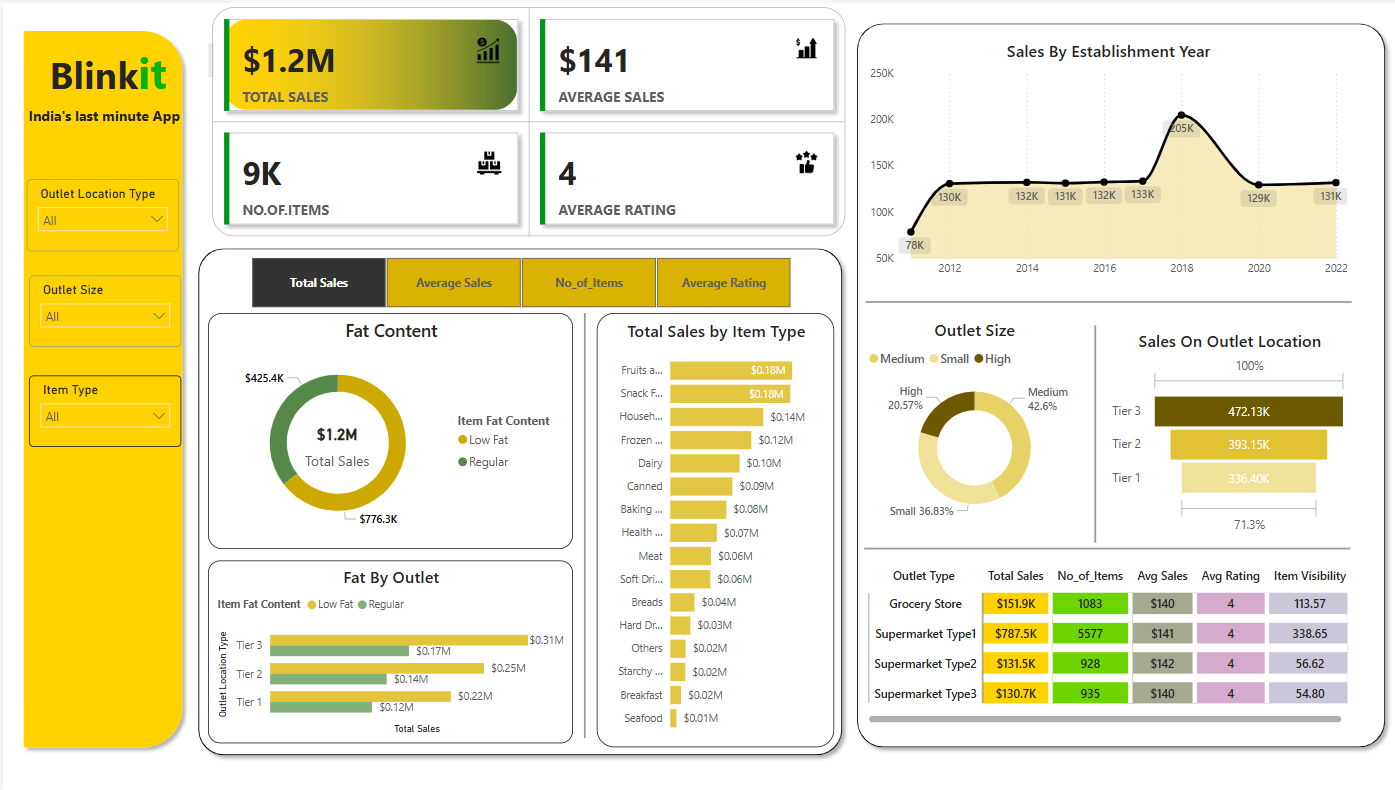 Blinkit
India's last minute App
Outlet Location Type
All
Outlet Size
All
Item Type
All
$1.2M
TOTAL SALES
$141
AVERAGE SALES
9K
NO.OF.ITEMS
4
AVERAGE RATING
Total Sales Average Sales No_of_Items Average Rating
Fat Content
$425.4K
$1.2M
Total Sales
$776.3K
Item Fat Content
Low Fat
Regular
Fat By Outlet
Item Fat Content Low Fat Regular
Outlet Location Type
Tier 3 $0.31M
$0.17M
Tier 2 $0.25M
$0.14M
Tier 1 $0.22M
$0.12M
Total Sales
Total Sales by Item Type
Fruits a... $0.18M
Snack F... $0.18M
Househ... $0.14M
Frozen ... $0.12M
Dairy $0.10M
Canned $0.09M
Baking ... $0.08M
Health ... $0.07M
Meat $0.06M
Soft Dri... $0.06M
Breads $0.04M
Hard Dr... $0.03M
Others $0.02M
Starchy ... $0.02M
Breakfast $0.02M
Seafood $0.01M
Sales By Establishment Year
250K
200K
150K
100K
50K
78K 130K 132K 131K 132K 133K 205K 129K 131K
2012 2014 2016 2018 2020 2022
Outlet Size
Medium Small High
High
20.57%
Medium
42.6%
Small 36.83%
Sales On Outlet Location
100%
Tier 3 472.13K
Tier 2 393.15K
Tier 1 336.40K
71.3%
Outlet Type Total Sales No_of_Items Avg Sales Avg Rating Item Visibility
Grocery Store $151.9K 1083 $140 4 113.57
Supermarket Type1 $787.5K 5577 $141 4 338.65
Supermarket Type2 $131.5K 928 $142 4 56.62
Supermarket Type3 $130.7K 935 $140 4 54.80